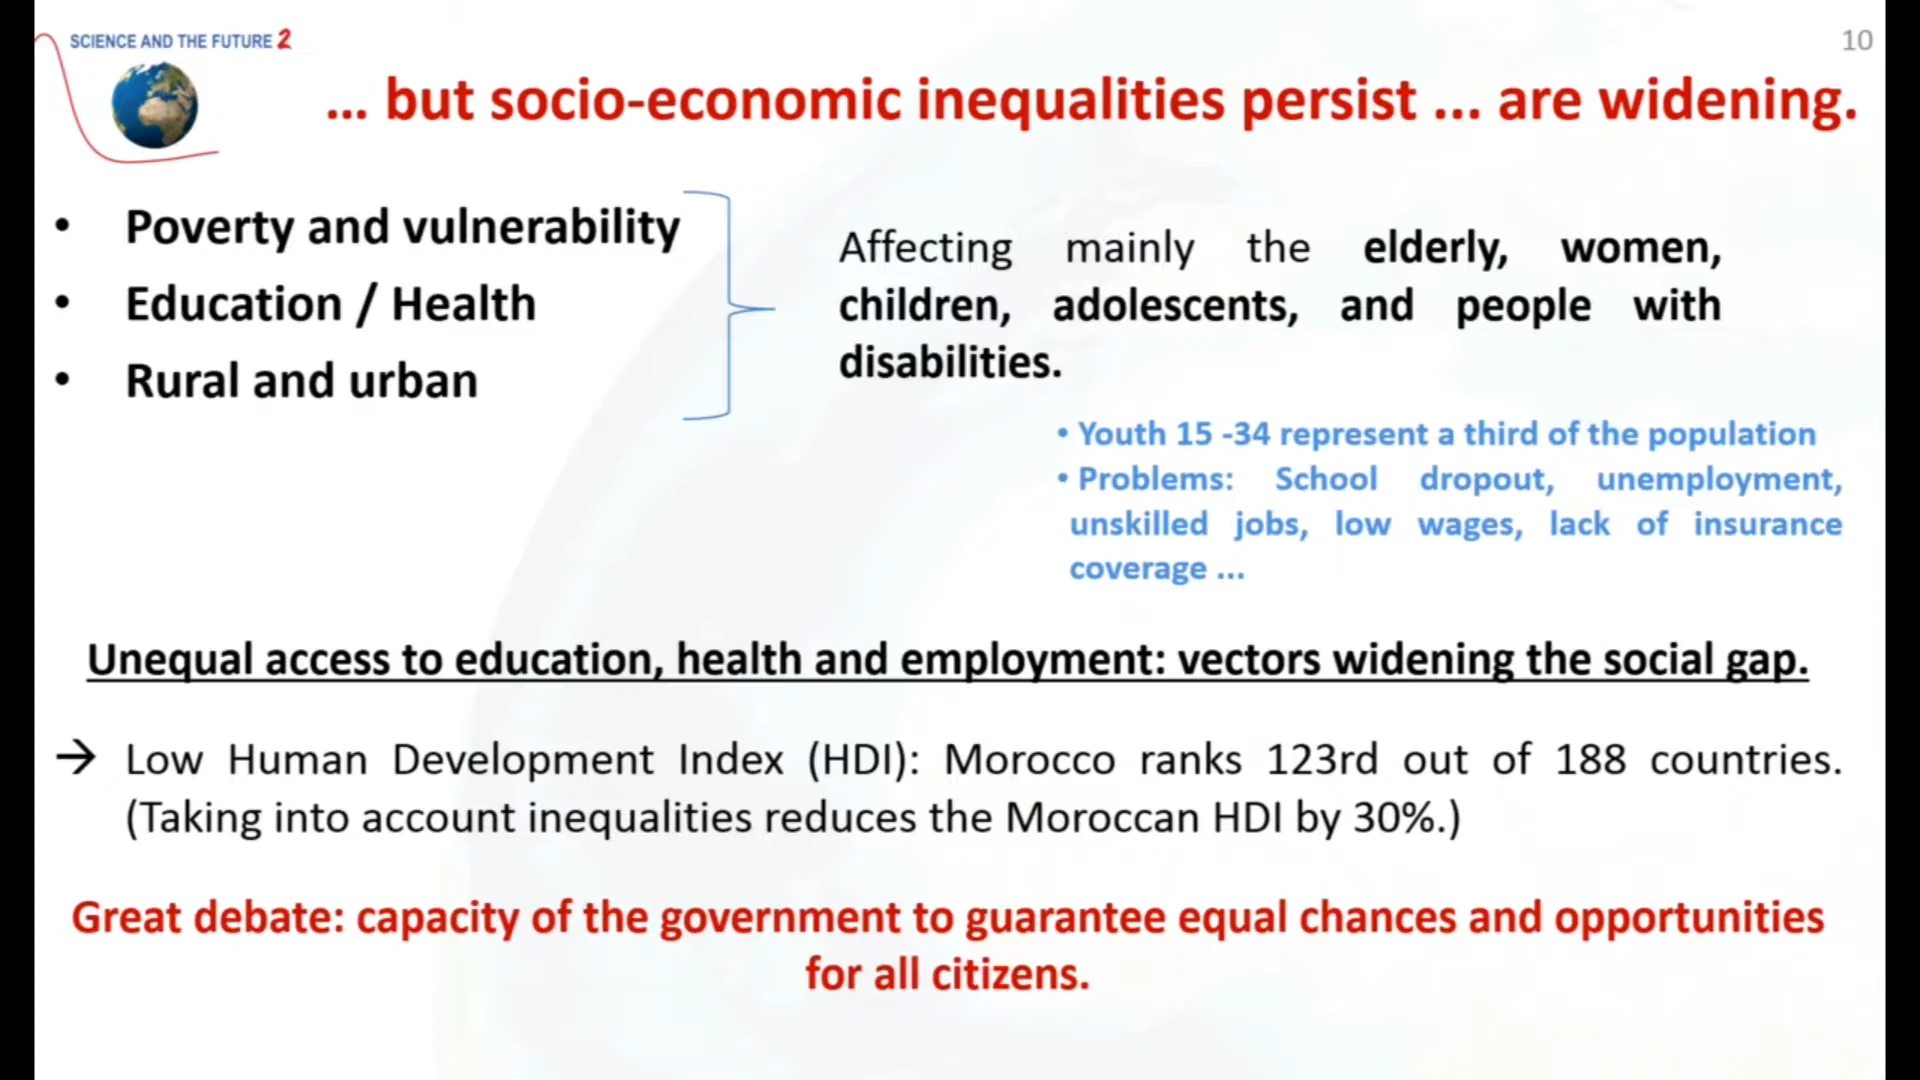 SCIENCE AND THE FUTURE 2
10
... but socio-economic inequalities persist ... are widening.
• Poverty and vulnerability
• Education / Health
• Rural and urban
Affecting mainly the elderly, women,
children, adolescents, and people with
disabilities.
• Youth 15 -34 represent a third of the population
• Problems: School dropout, unemployment,
unskilled jobs, low wages, lack of insurance
coverage ...
Unequal access to education, health and employment: vectors widening the social gap.
→ Low Human Development Index (HDI): Morocco ranks 123rd out of 188 countries.
(Taking into account inequalities reduces the Moroccan HDI by 30%.)
Great debate: capacity of the government to guarantee equal chances and opportunities
for all citizens.